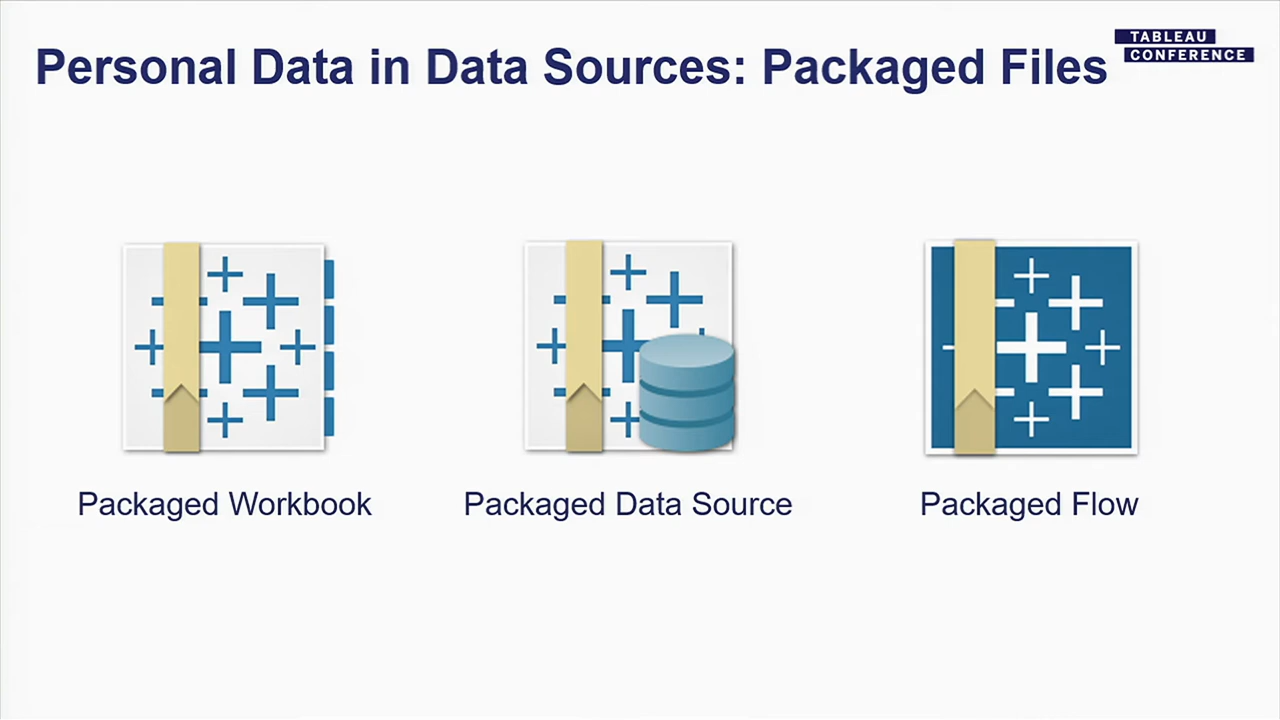 Personal Data in Data Sources: Packaged Files
TABLEAU
CONFERENCE
Packaged Workbook
Packaged Data Source
Packaged Flow